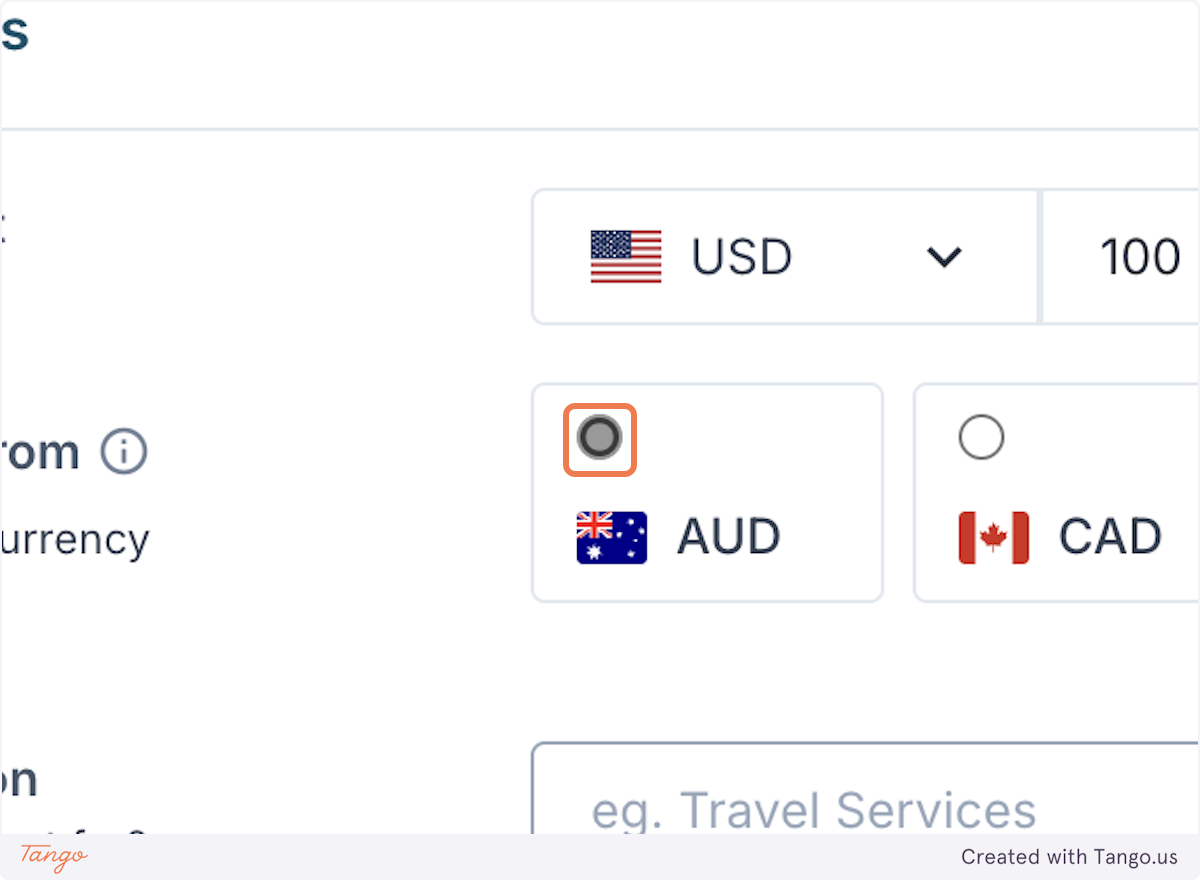 s
USD 100
rom
AUD CAD
urrency
on
eg. Travel Services
Tango Created with Tango.us